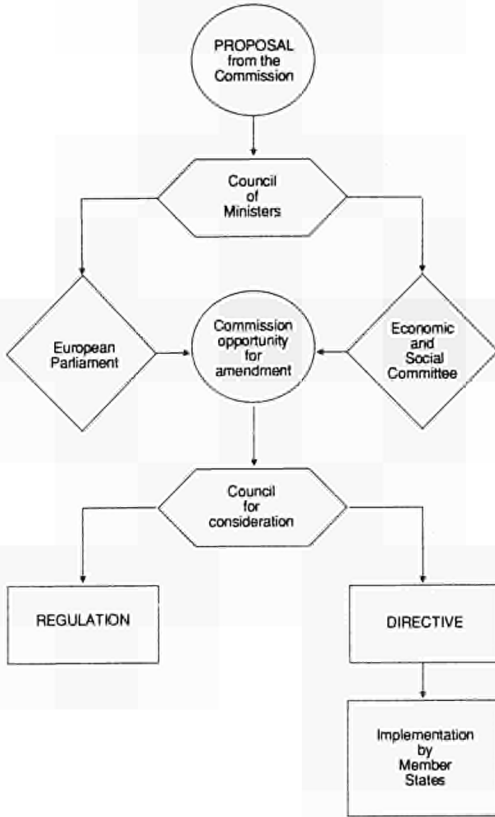 PROPOSAL
from the
Commission
Council
of
Ministers
European
Parliament
Commission
opportunity
for
amendment
Economic
and
Social
Committee
Council
for
consideration
REGULATION
DIRECTIVE
Implementation
by
Member
States